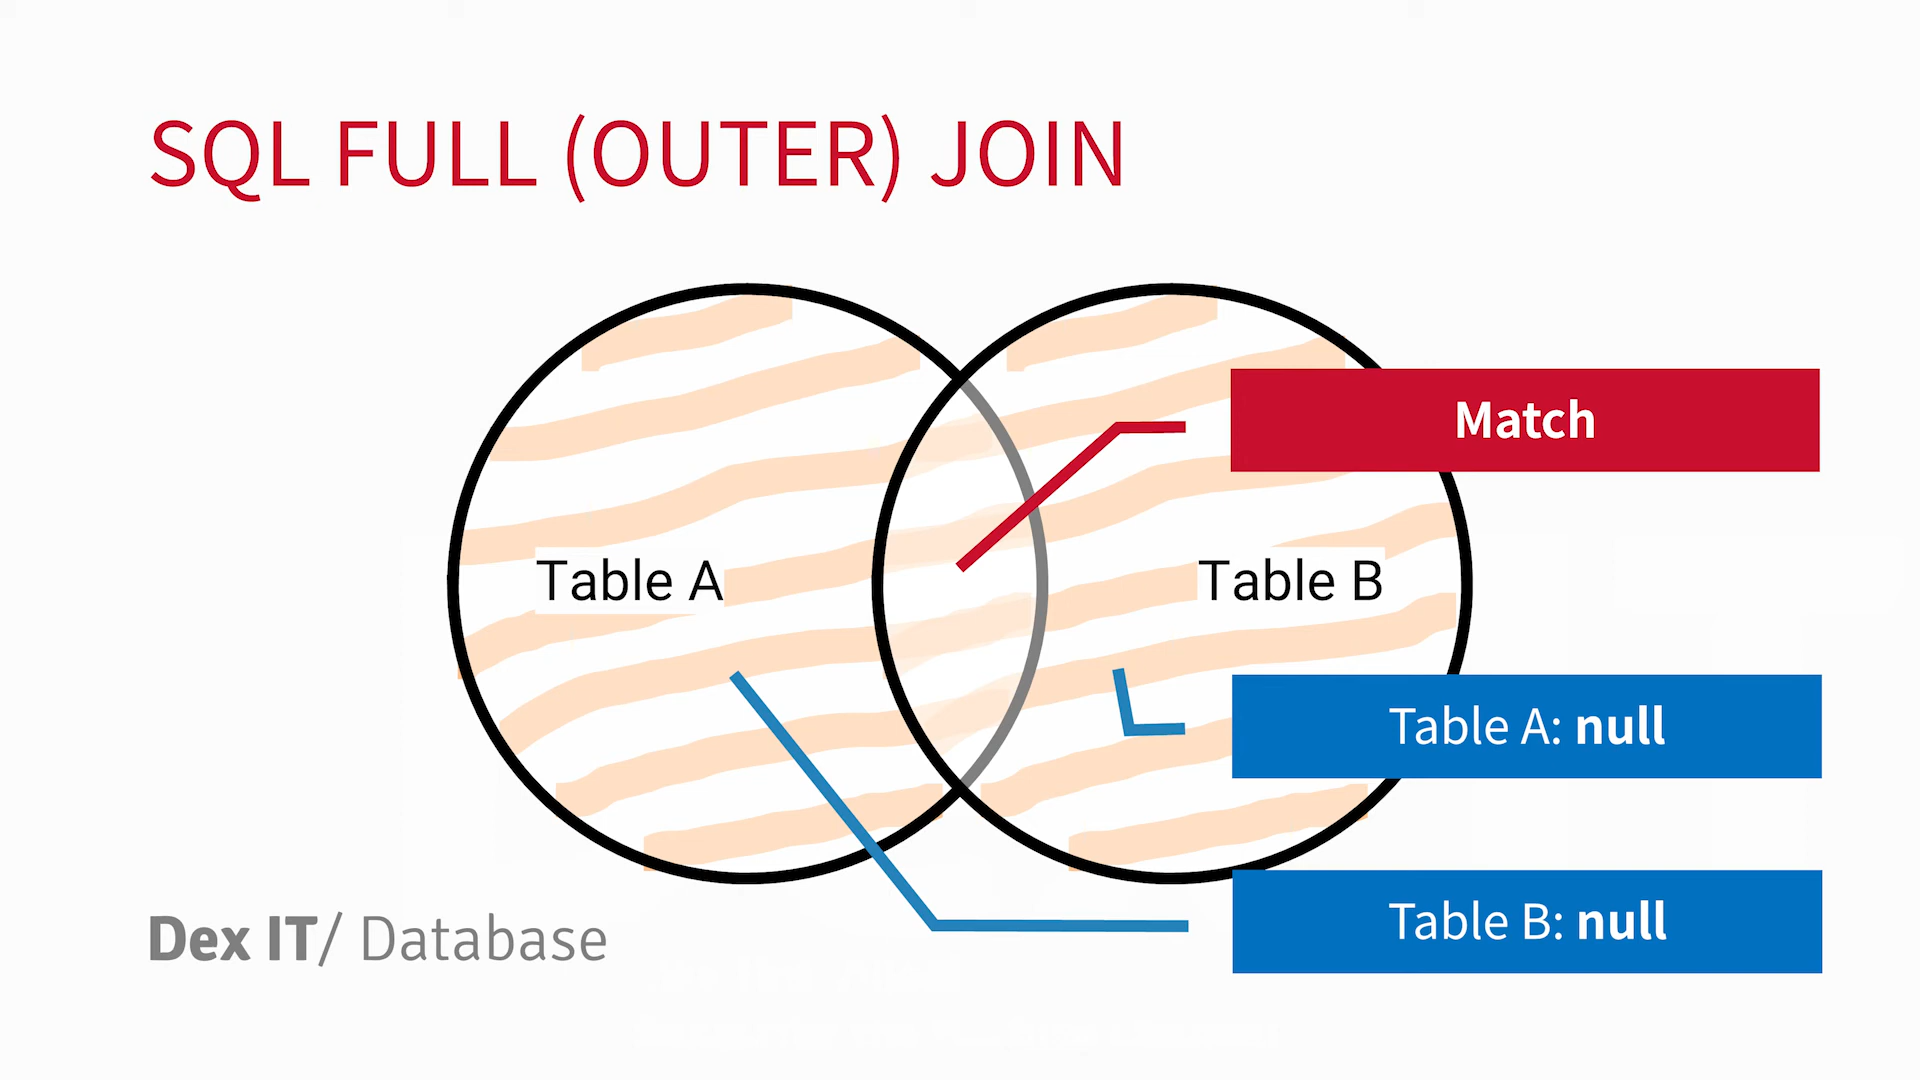 SQL FULL (OUTER) JOIN
Match
Table A
Table B
Table A: null
Table B: null
Dex IT/ Database